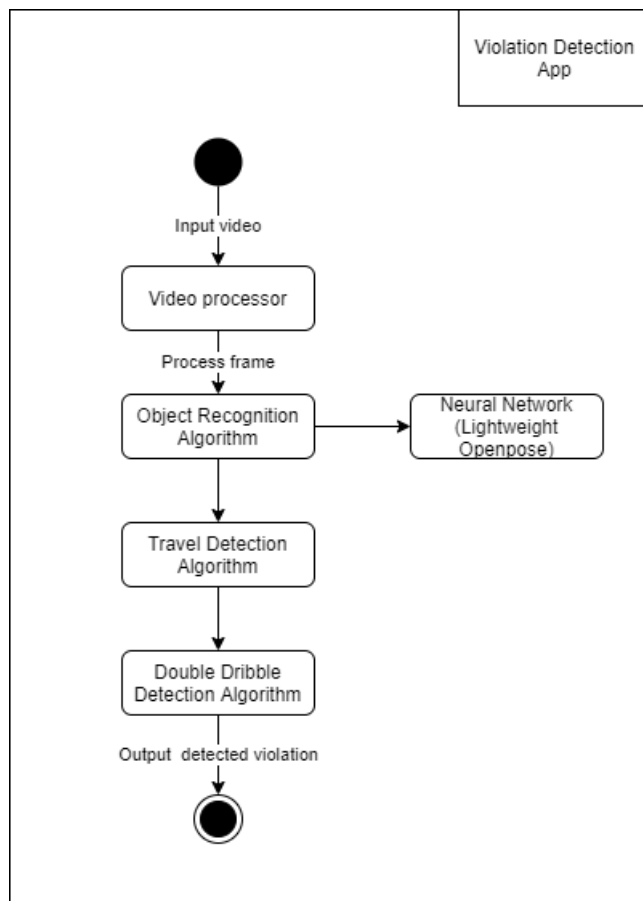 Violation Detection
App
Input video
Video processor
Process frame
Object Recognition
Algorithm
Neural Network
(Lightweight
Openpose)
Travel Detection
Algorithm
Double Dribble
Detection Algorithm
Output detected violation